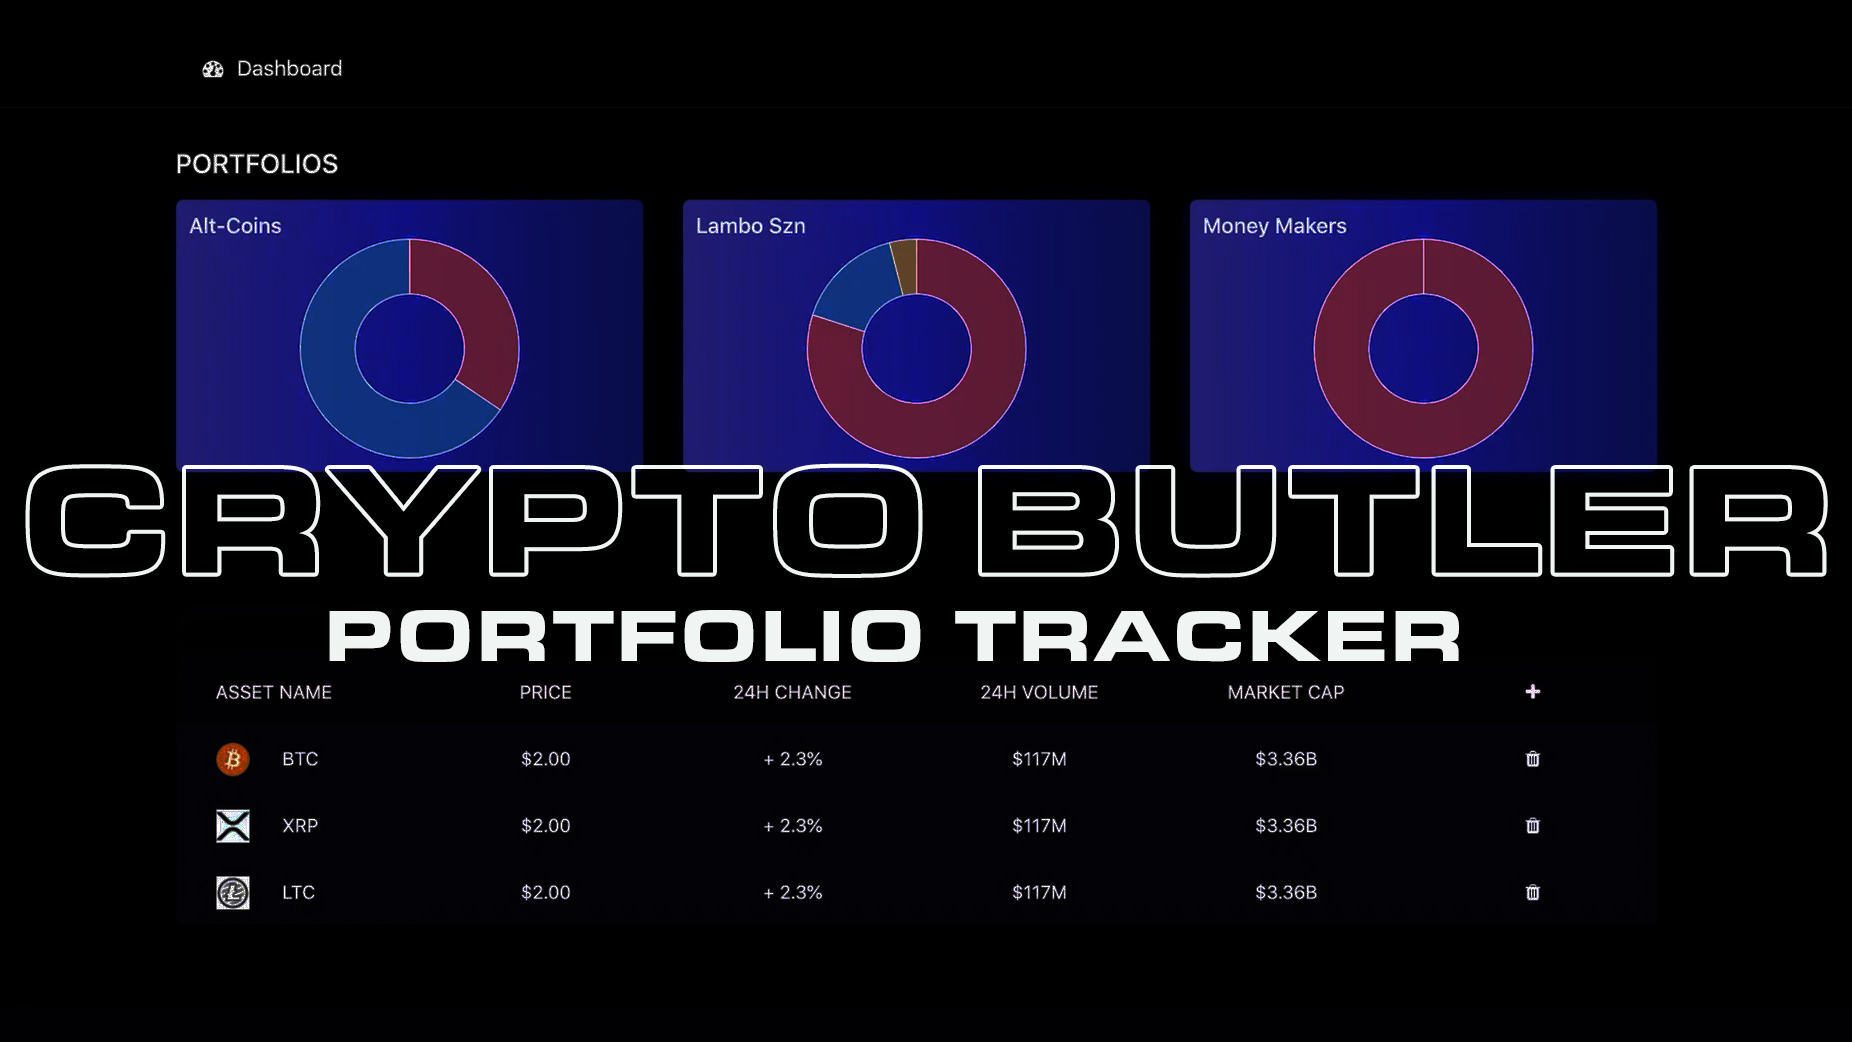 Dashboard
PORTFOLIOS
Alt-Coins Lambo Szn Money Makers
CRYPTO BUTLER
PORTFOLIO TRACKER
ASSET NAME PRICE 24H CHANGE 24H VOLUME MARKET CAP +
BTC $2.00 + 2.3% $117M $3.36B
XRP $2.00 + 2.3% $117M $3.36B
LTC $2.00 + 2.3% $117M $3.36B